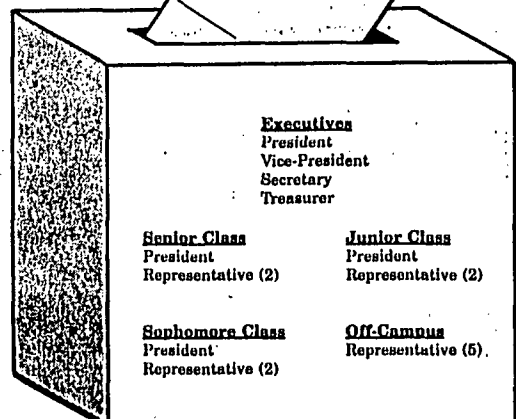 Executives
President
Vice-President
Secretary
Treasurer
Senior Class
President
Representative (2)
Junior Class
President
Representative (2)
Sophomore Class
President
Representative (2)
Off-Campus
Representative (5)